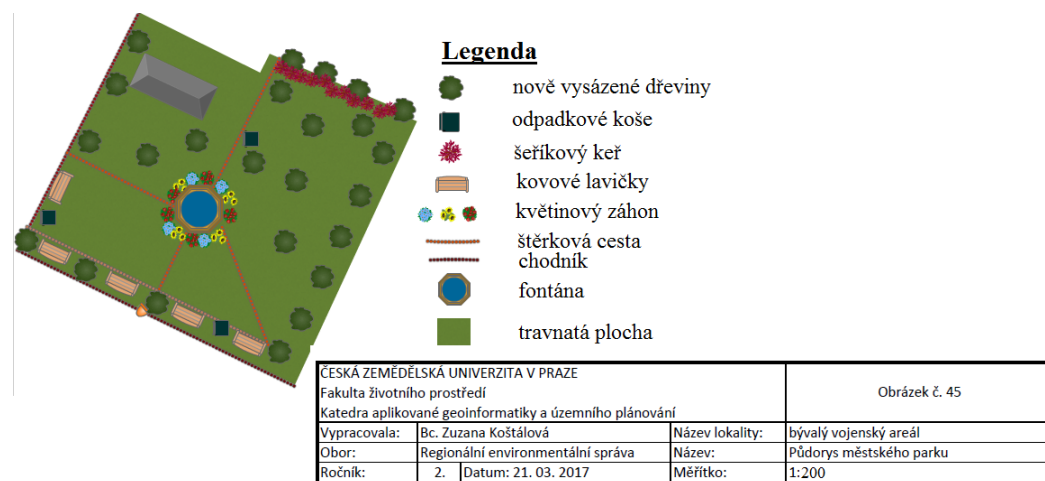 Legenda
nově vysázené dřeviny
odpadkové koše
šeříkový keř
kovové lavičky
květinový záhon
štěrková cesta
chodník
fontána
travnatá plocha
ČESKÁ ZEMĚDĚLSKÁ UNIVERZITA V PRAZE
Fakulta životního prostředí
Katedra aplikované geoinformatiky a územního plánování
Obrázek č. 45
Vypracovala: Bc. Zuzana Koštálová Název lokality: bývalý vojenský areál
Obor: Regionální environmentální správa Název: Půdorys městského parku
Ročník: 2. Datum: 21. 03. 2017 Měřítko: 1:200